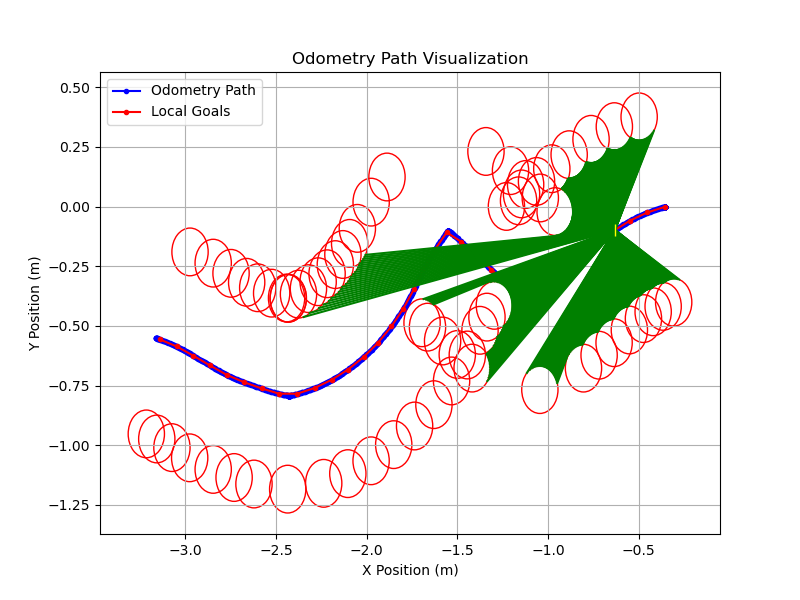 Odometry Path Visualization
Odometry Path
Local Goals
0.50
0.25
0.00
−0.25
−0.50
−0.75
−1.00
−1.25
Y Position (m)
−3.0 −2.5 −2.0 −1.5 −1.0 −0.5
X Position (m)